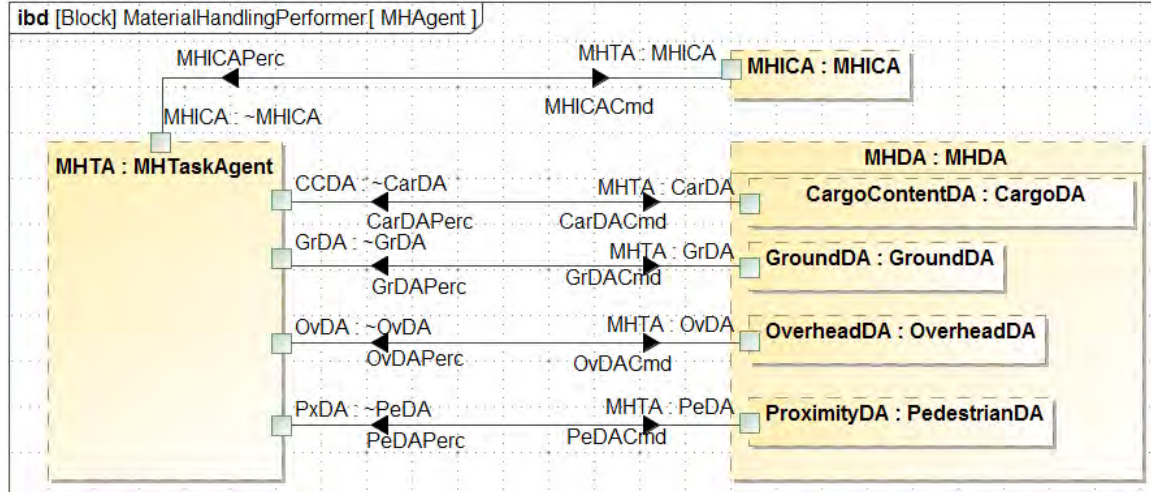 ibd [Block] MaterialHandlingPerformer[ MHAgent ]
MHICAPerc
MHTA : MHICA
MHICA : MHICA
MHICACmd
MHICA : ~MHICA
MHTA : MHTaskAgent
MHDA : MHDA
CCDA : ~CarDA
MHTA : CarDA
CargoContentDA : CargoDA
CarDAPerc
CarDACmd
GrDA : ~GrDA
MHTA : GrDA
GroundDA : GroundDA
GrDAPerc
GrDACmd
OvDA : ~OvDA
MHTA : OvDA
OverheadDA : OverheadDA
OvDAPerc
OvDACmd
PxDA : ~PeDA
MHTA : PeDA
ProximityDA : PedestrianDA
PeDAPerc
PeDACmd